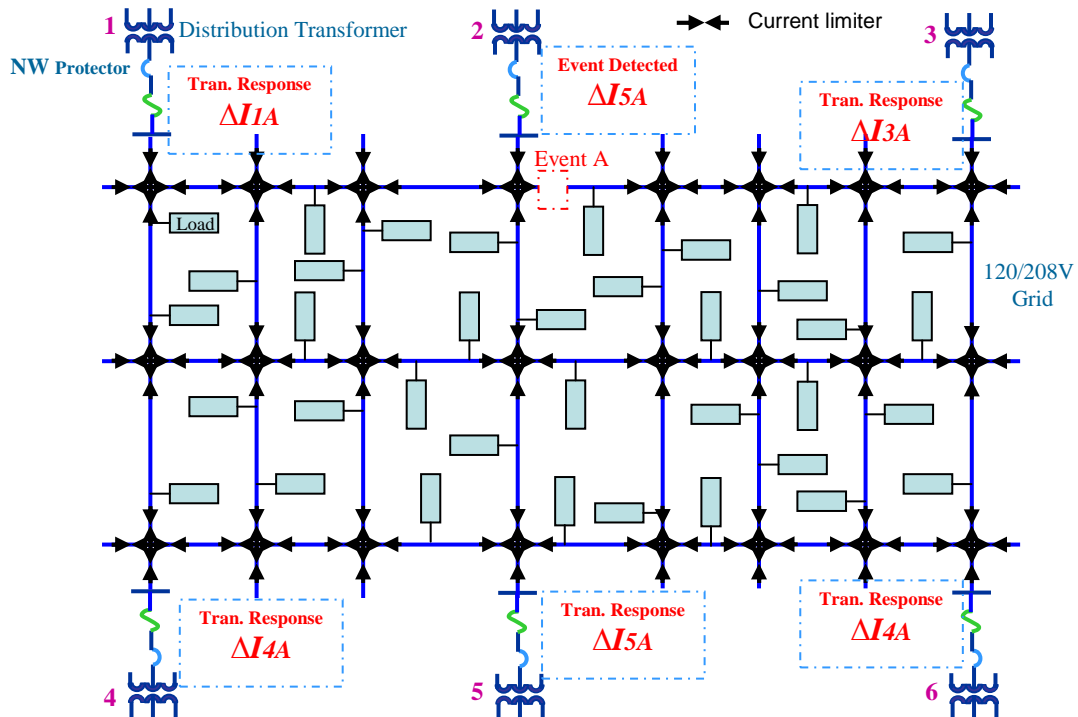 1
Distribution Transformer
2
Current limiter
3
NW Protector
Tran. Response
ΔI1A
Event Detected
ΔI5A
Tran. Response
ΔI3A
Event A
Load
120/208V
Grid
Tran. Response
ΔI4A
Tran. Response
ΔI5A
Tran. Response
ΔI4A
4
5
6